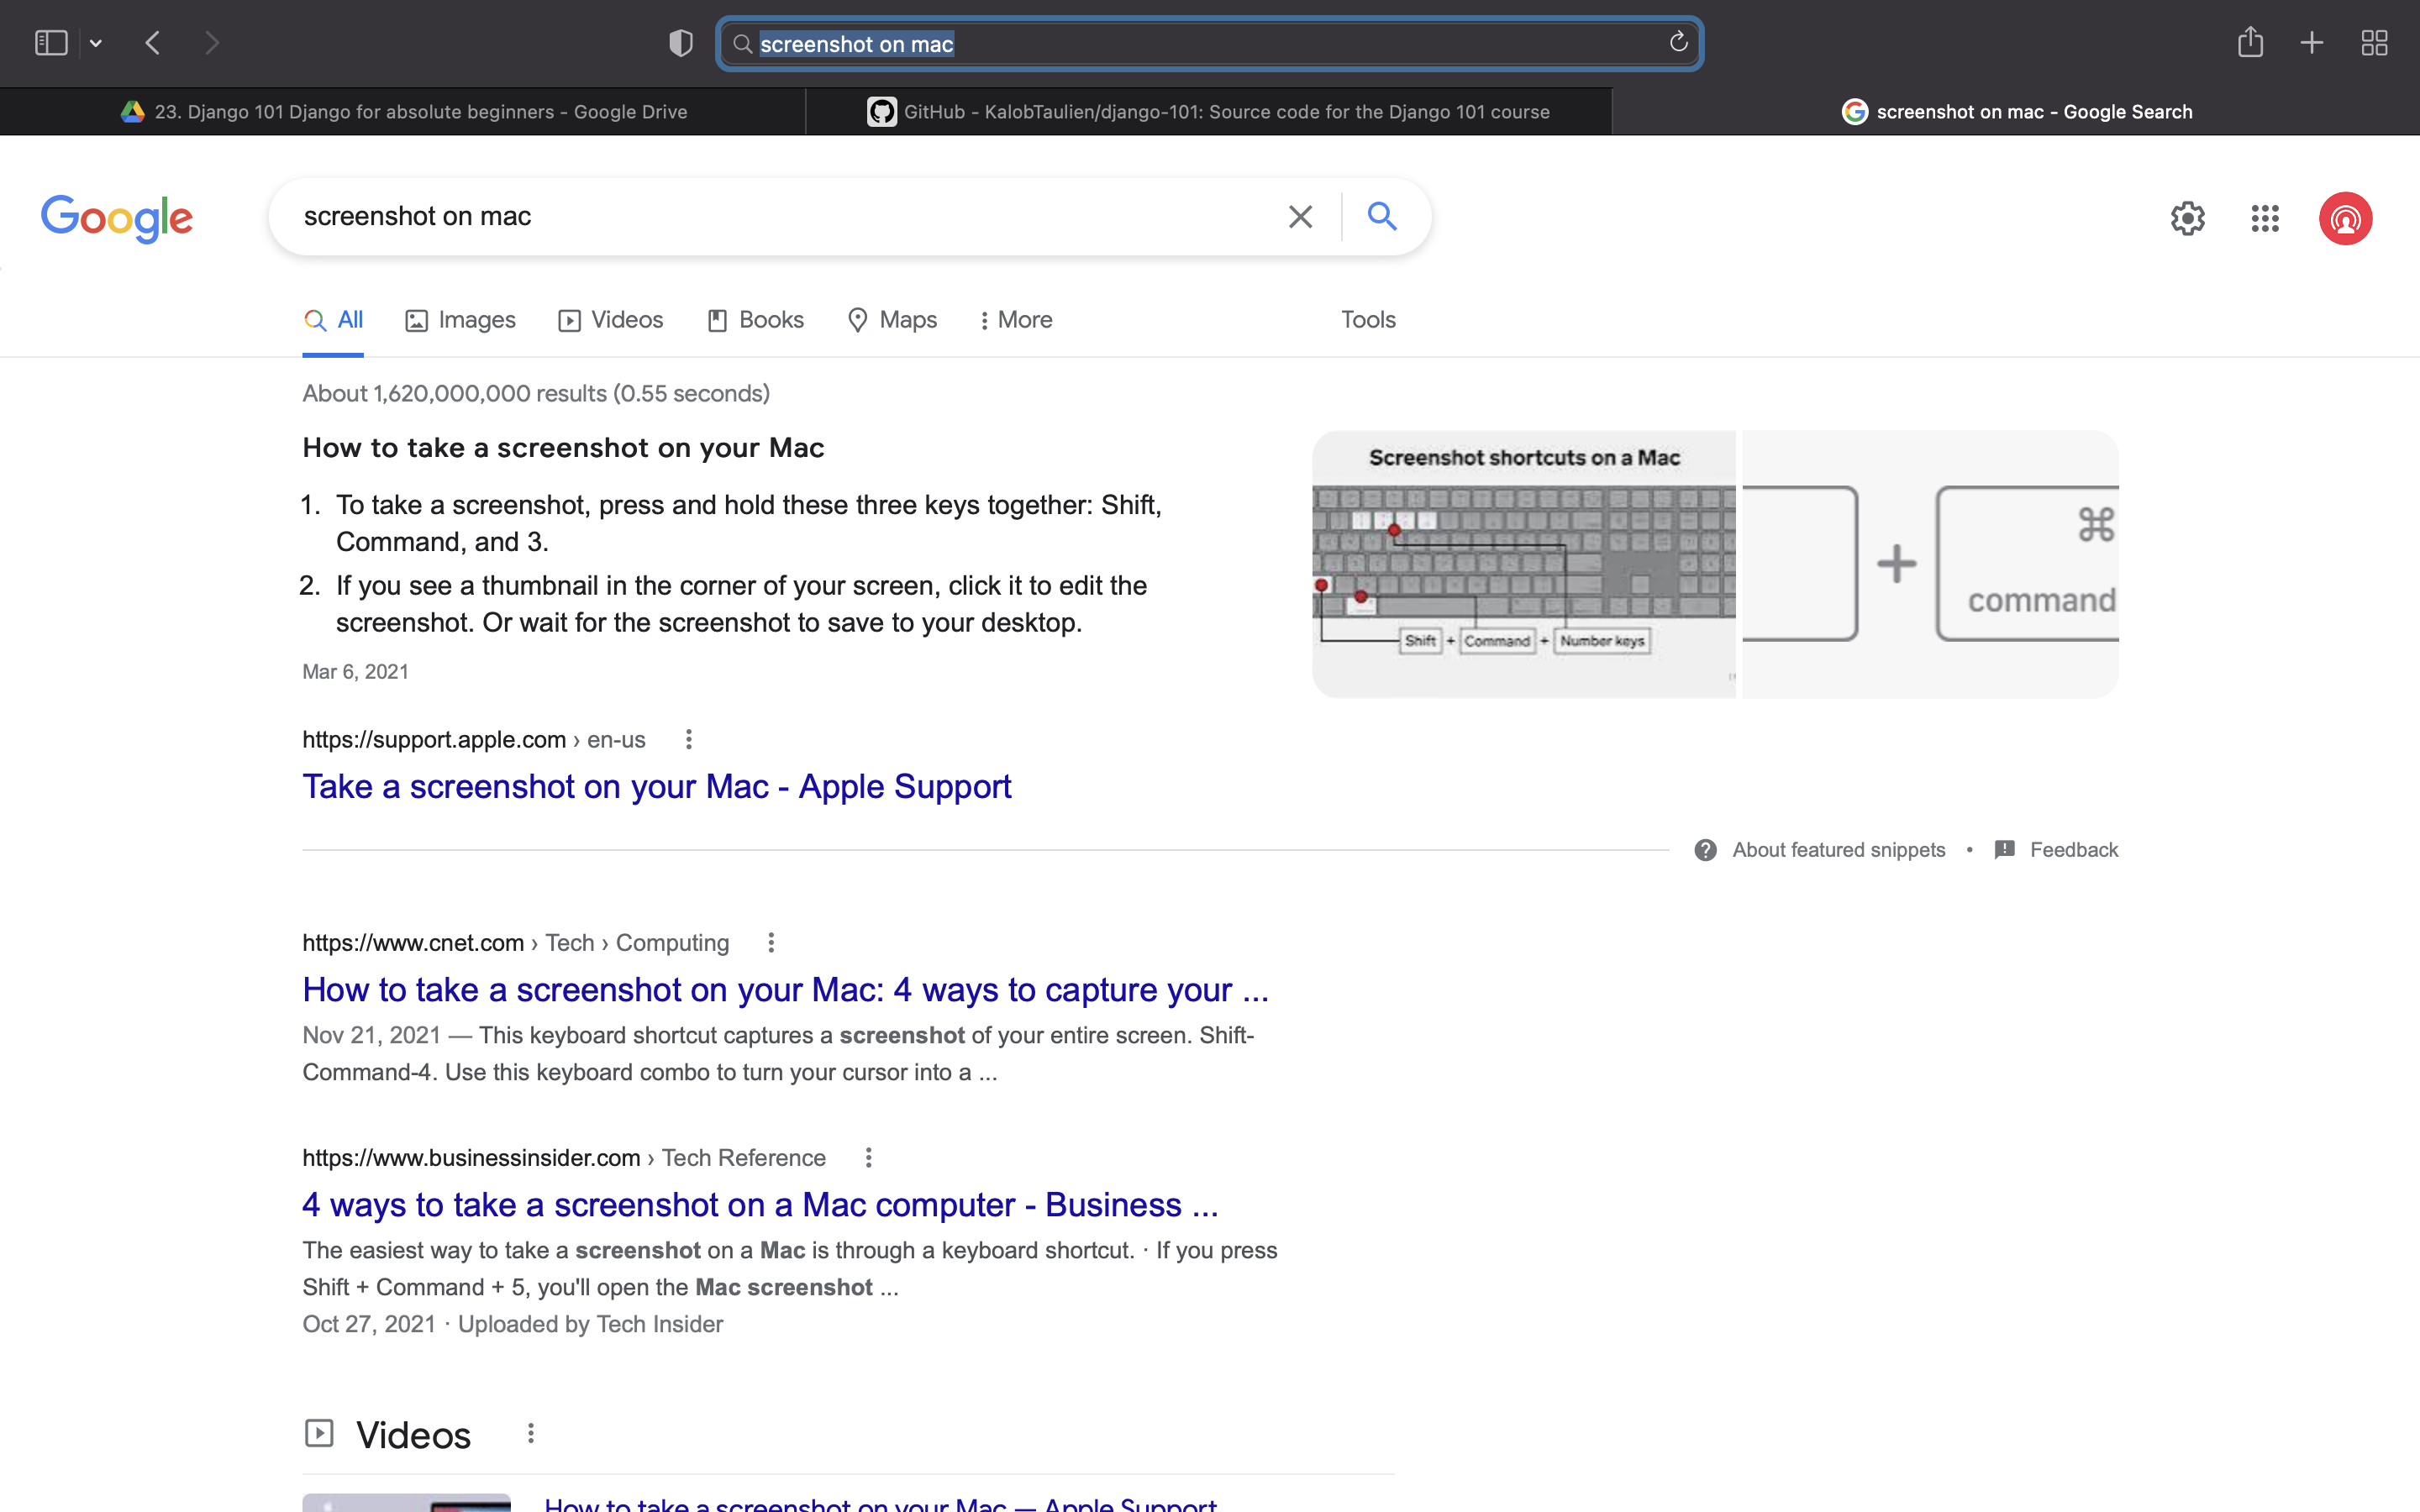 screenshot on mac
23. Django 101 Django for absolute beginners - Google Drive
GitHub - KalobTaulien/django-101: Source code for the Django 101 course
screenshot on mac - Google Search
Google
screenshot on mac
All
Images
Videos
Books
Maps
More
Tools
About 1,620,000,000 results (0.55 seconds)
How to take a screenshot on your Mac
1. To take a screenshot, press and hold these three keys together: Shift,
Command, and 3.
2. If you see a thumbnail in the corner of your screen, click it to edit the
screenshot. Or wait for the screenshot to save to your desktop.
Mar 6, 2021
Screenshot shortcuts on a Mac
Shift + Command + Number keys
+
⌘
command
https://support.apple.com › en-us
Take a screenshot on your Mac - Apple Support
About featured snippets • Feedback
https://www.cnet.com › Tech › Computing
How to take a screenshot on your Mac: 4 ways to capture your ...
Nov 21, 2021 — This keyboard shortcut captures a screenshot of your entire screen. Shift-
Command-4. Use this keyboard combo to turn your cursor into a ...
https://www.businessinsider.com › Tech Reference
4 ways to take a screenshot on a Mac computer - Business ...
The easiest way to take a screenshot on a Mac is through a keyboard shortcut. · If you press
Shift + Command + 5, you'll open the Mac screenshot ...
Oct 27, 2021 · Uploaded by Tech Insider
Videos
How to take a screenshot on your Mac — Apple Support